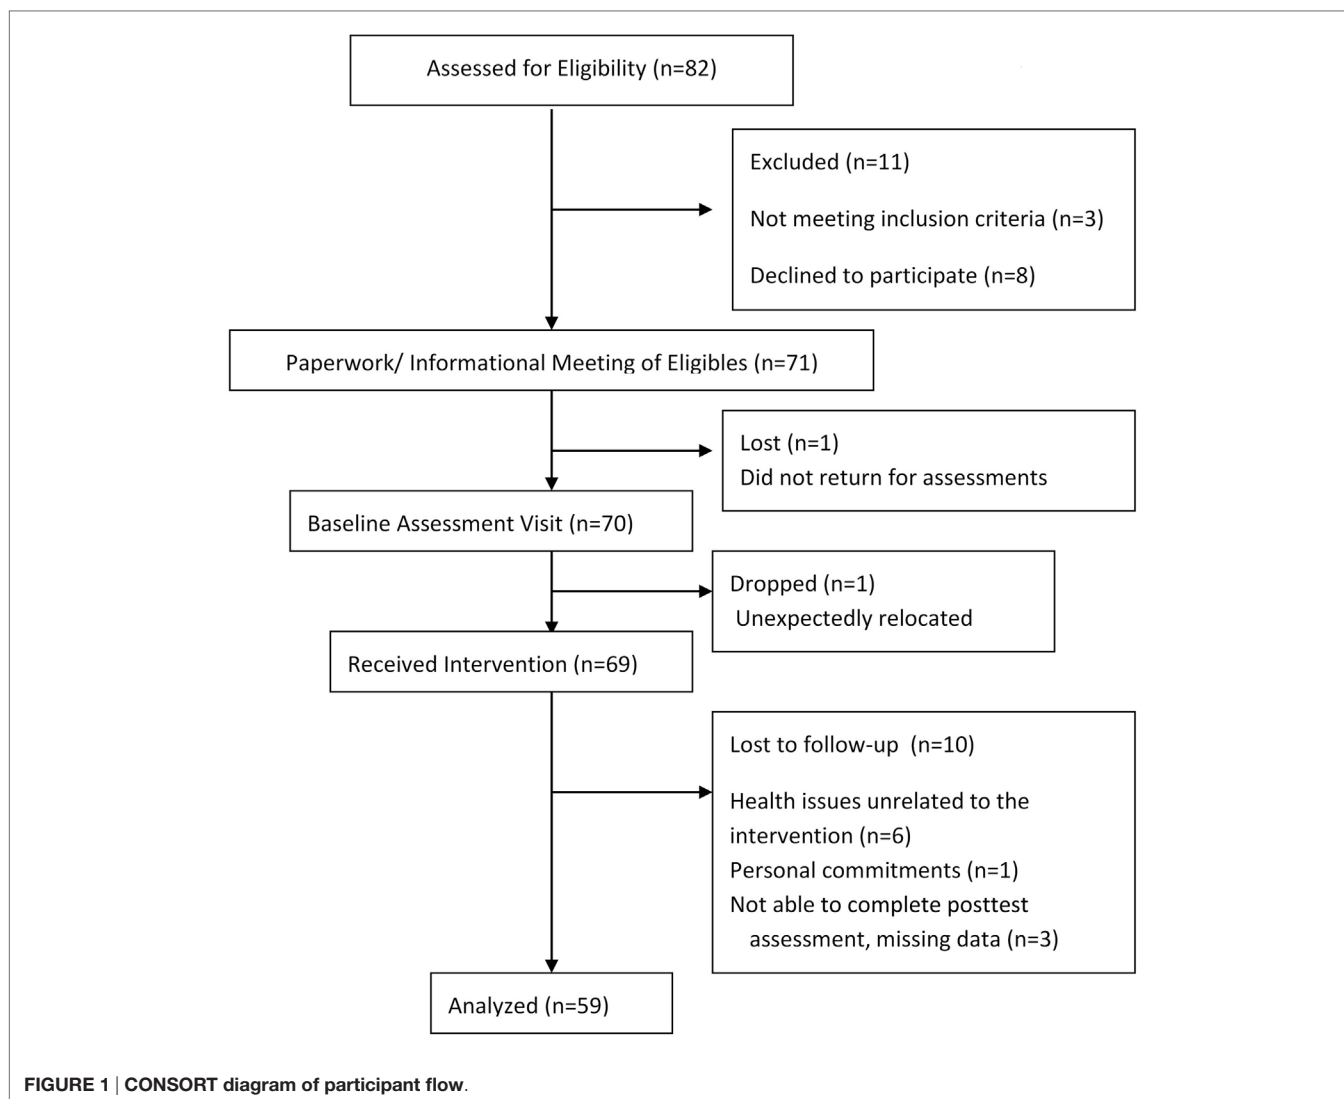 Assessed for Eligibility (n=82)
Excluded (n=11)
Not meeting inclusion criteria (n=3)
Declined to participate (n=8)
Paperwork/ Informational Meeting of Eligibles (n=71)
Lost (n=1)
Did not return for assessments
Baseline Assessment Visit (n=70)
Dropped (n=1)
Unexpectedly relocated
Received Intervention (n=69)
Lost to follow-up (n=10)
Health issues unrelated to the
intervention (n=6)
Personal commitments (n=1)
Not able to complete posttest
assessment, missing data (n=3)
Analyzed (n=59)
FIGURE 1 | CONSORT diagram of participant flow.